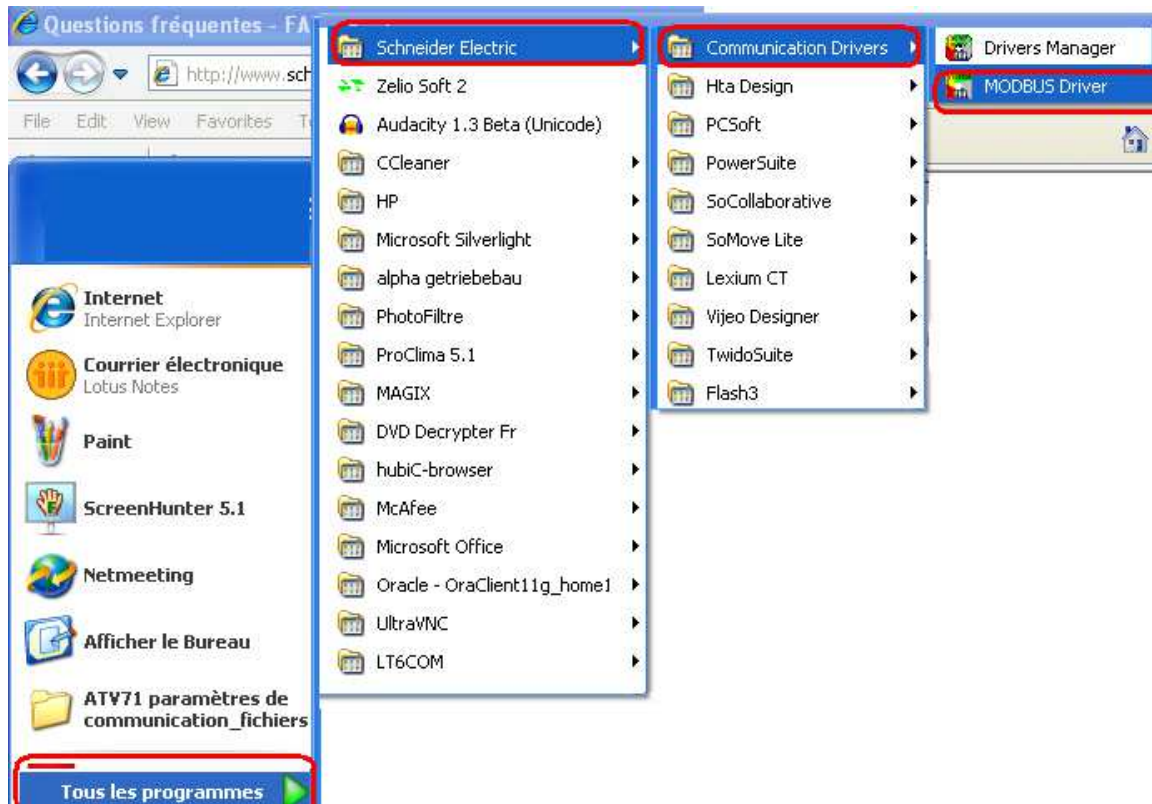 Questions fréquentes - FA
http://www.sch
File Edit View Favorites
Internet
Internet Explorer
Courrier électronique
Lotus Notes
Paint
ScreenHunter 5.1
Netmeeting
Afficher le Bureau
ATV71 paramètres de
communication_fichiers
Tous les programmes
Schneider Electric
Zelio Soft 2
Audacity 1.3 Beta (Unicode)
CCleaner
HP
Microsoft Silverlight
alpha getriebebau
PhotoFiltre
ProClima 5.1
MAGIX
DVD Decrypter Fr
hubiC-browser
McAfee
Microsoft Office
Oracle - OraClient11g_home1
UltraVNC
LT6COM
Communication Drivers
Hta Design
PCSoft
PowerSuite
SoCollaborative
SoMove Lite
Lexium CT
Vijeo Designer
TwidoSuite
Flash3
Drivers Manager
MODBUS Driver